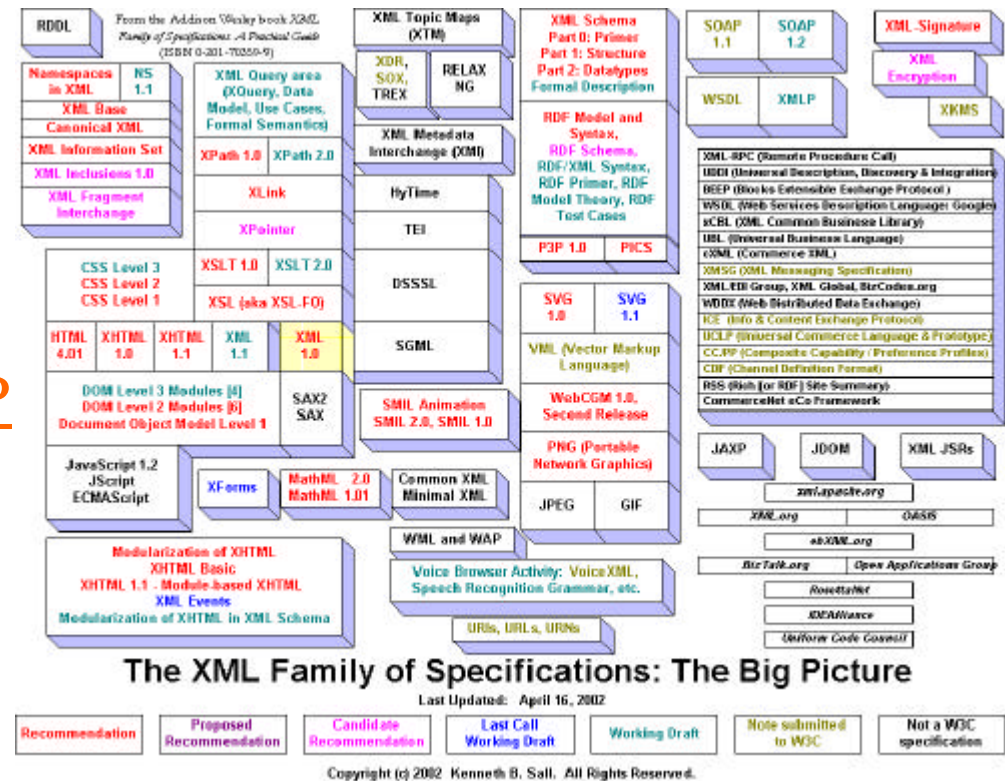 RDDL
From the Addison Wesley book XML
Family of Specifications: A Practical Guide
(ISBN 0-201-70359-9)
Namespaces
in XML
NS
1.1
XML Base
Canonical XML
XML Information Set
XML Inclusions 1.0
XML Fragment
Interchange
XML Query area
(XQuery, Data
Model, Use Cases,
Formal Semantics)
XPath 1.0
XPath 2.0
XLink
XPointer
XSLT 1.0
XSLT 2.0
XSL (aka XSL-FO)
CSS Level 3
CSS Level 2
CSS Level 1
HTML
4.01
XHTML
1.0
XHTML
1.1
XML
1.1
XML
1.0
DOM Level 3 Modules [4]
DOM Level 2 Modules [6]
Document Object Model Level 1
SAX2
SAX
JavaScript 1.2
JScript
ECMAScript
XForms
MathML 2.0
MathML 1.01
Common XML
Minimal XML
Modularization of XHTML
XHTML Basic
XHTML 1.1 - Module-based XHTML
XML Events
Modularization of XHTML in XML Schema
XML Topic Maps
(XTM)
XDR,
SOX,
TREX
RELAX
NG
XML Metadata
Interchange (XMI)
HyTime
TEI
DSSSL
SGML
SMIL Animation
SMIL 2.0, SMIL 1.0
WML and WAP
Voice Browser Activity: VoiceXML,
Speech Recognition Grammar, etc.
URIs, URLs, URNs
XML Schema
Part 0: Primer
Part 1: Structure
Part 2: Datatypes
Formal Description
RDF Model and
Syntax,
RDF Schema,
RDF/XML Syntax,
RDF Primer, RDF
Model Theory, RDF
Test Cases
P3P 1.0
PICS
SVG
1.0
SVG
1.1
VML (Vector Markup
Language)
WebCGM 1.0,
Second Release
PNG (Portable
Network Graphics)
JPEG
GIF
SOAP
1.1
SOAP
1.2
WSDL
XMLP
XML-Signature
XML
Encryption
XKMS
XML-RPC (Remote Procedure Call)
UDDI (Universal Description, Discovery & Integration)
BEEP (Blocks Extensible Exchange Protocol )
WSDL (Web Services Description Language: Google)
xCBL (XML Common Business Library)
UBL (Universal Business Language)
cXML (Commerce XML)
XMSG (XML Messaging Specification)
XML/EDI Group, XML Global, BizCodes.org
WDDX (Web Distributed Data Exchange)
ICE (Info & Content Exchange Protocol)
UCLP (Universal Commerce Language & Prototype)
CC/PP (Composite Capability / Preference Profiles)
CDF (Channel Definition Format)
RSS (Rich [or RDF] Site Summary)
CommerceNet eCo Framework
JAXP
JDOM
XML JSRs
xml.apache.org
XML.org
OASIS
ebXML.org
BizTalk.org
Open Applications Group
RosettaNet
IDEAlliance
Uniform Code Council
The XML Family of Specifications: The Big Picture
Last Updated: April 16, 2002
Recommendation
Proposed
Recommendation
Candidate
Recommendation
Last Call
Working Draft
Working Draft
Note submitted
to W3C
Not a W3C
specification
Copyright (c) 2002 Kenneth B. Sall. All Rights Reserved.